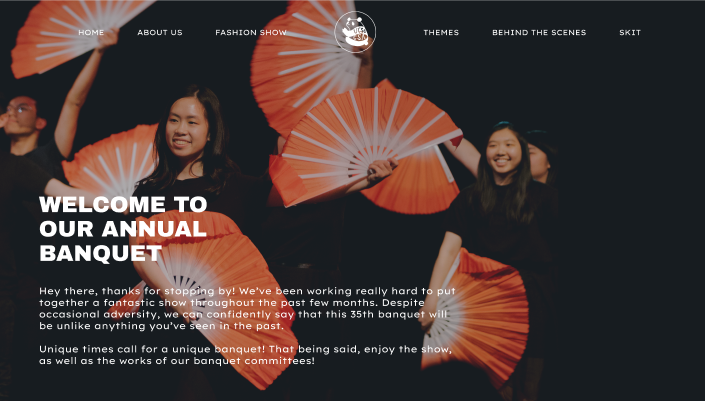 HOME ABOUT US FASHION SHOW THEMES BEHIND THE SCENES SKIT
WELCOME TO
OUR ANNUAL
BANQUET
Hey there, thanks for stopping by! We've been working really hard to put
together a fantastic show throughout the past few months. Despite
occasional adversity, we can confidently say that this 35th banquet will
be unlike anything you've seen in the past.
Unique times call for a unique banquet! That being said, enjoy the show,
as well as the works of our banquet committees!